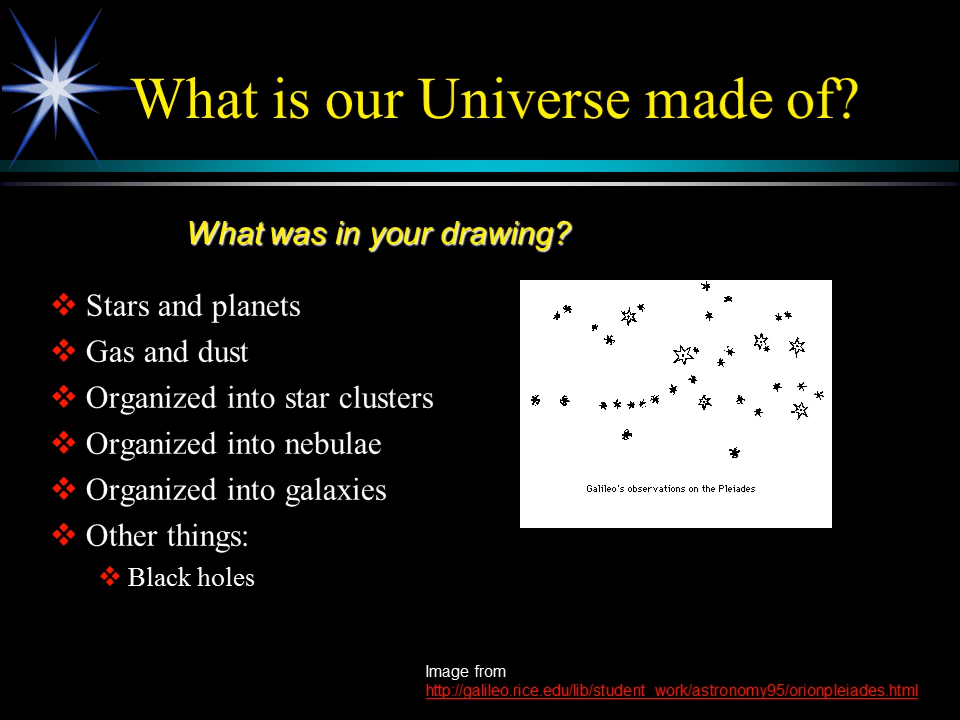 What is our Universe made of?
What was in your drawing?
Stars and planets
Gas and dust
Organized into star clusters
Organized into nebulae
Organized into galaxies
Other things:
Black holes
Galileo's observations on the Pleiades
Image from
http://galileo.rice.edu/lib/student_work/astronomy95/orionpleiades.html